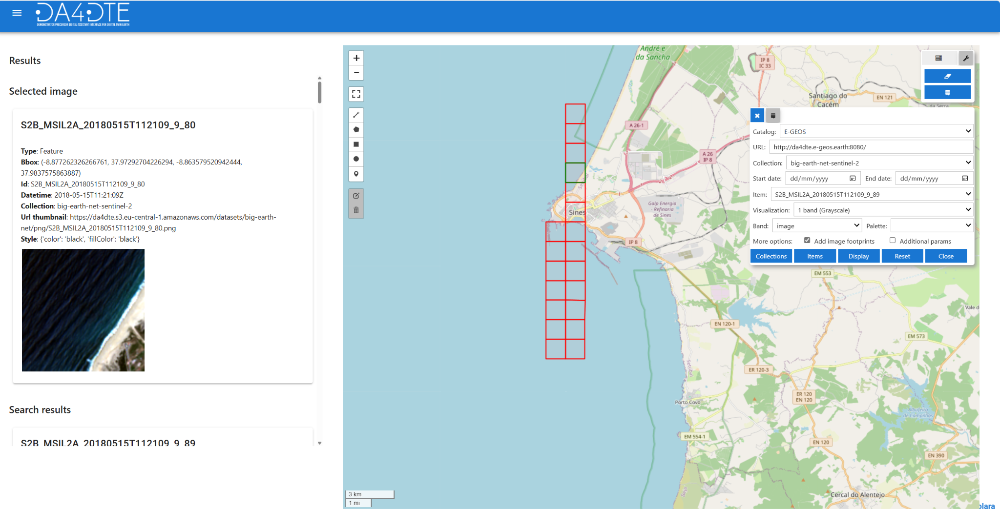 DA4DTE
DEMONSTRATOR PRECURSOR DIGITAL ASSISTANT INTERFACE FOR DIGITAL TWIN EARTH
Results
Selected image
S2B_MSIL2A_20180515T112109_9_80
Type: Feature
Bbox: (-8.877262326266761, 37.97292704226294, -8.863579520942444,
37.9837575863887)
Id: S2B_MSIL2A_20180515T112109_9_80
Datetime: 2018-05-15T11:21:09Z
Collection: big-earth-net-sentinel-2
Url thumbnail: https://da4dte.s3.eu-central-1.amazonaws.com/datasets/big-earth-
net/png/S2B_MSIL2A_20180515T112109_9_80.png
Style: {'color': 'black', 'fillColor': 'black'}
Search results
S2B_MSIL2A_20180515T112109_9_89
+
−
André e
da Sancha
IP 8
IC 33
Santiago do
Cacém
EN 121
da Serra
A 26-1
A 26
IP 8
Sines
Galp Energia
- Refinaria
de Sines
IP 8
Catalog: E-GEOS
URL: http://da4dte.e-geos.earth:8080/
Collection: big-earth-net-sentinel-2
Start date: dd/mm/yyyy End date: dd/mm/yyyy
Item: S2B_MSIL2A_20180515T112109_9_89
Visualization: 1 band (Grayscale)
Band: image Palette:
More options: Add image footprints Additional params
Collections Items Display Reset Close
EM 553
Vale d
EN 120-1
EM 573
Setúbal
ER 120-3
ER 120
EN 120
Porto Covo
Albufeira
de Campilhas
EM 554-1
EN 120
EN 390
Beja
Cercal do Alentejo
3 km
1 mi
olara